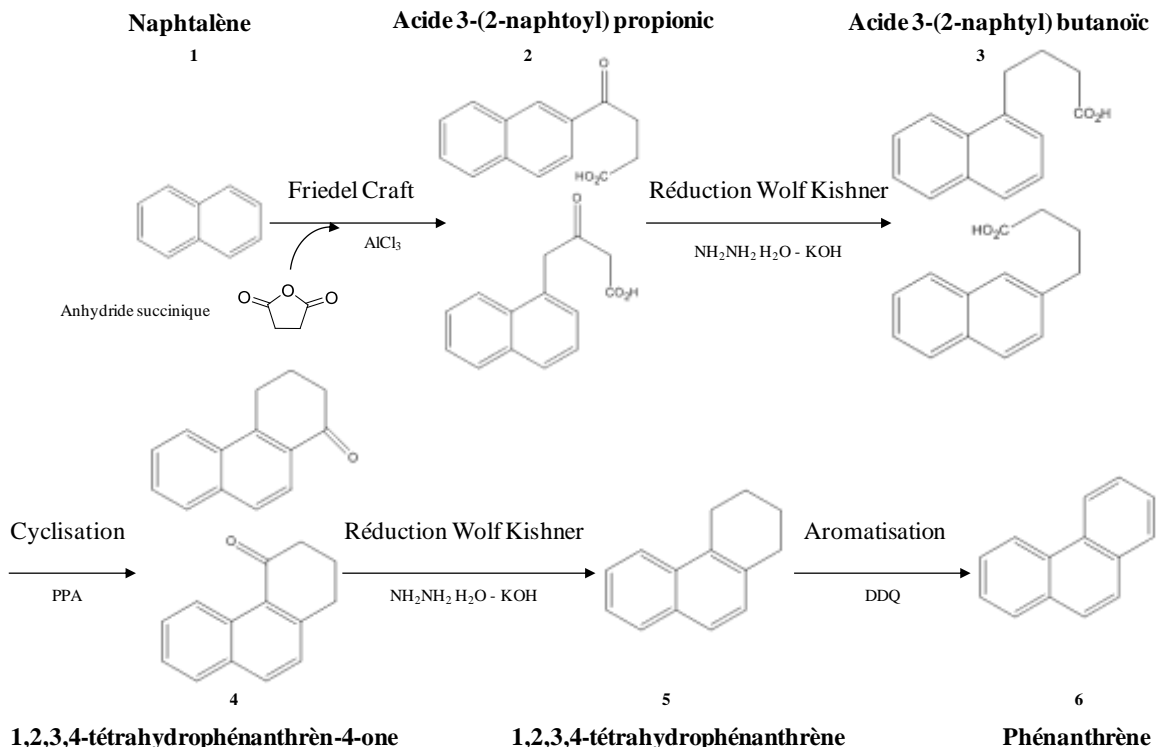 Naphtalène
Acide 3-(2-naphtoyl) propionic
Acide 3-(2-naphtyl) butanoïc
1
2
3
O
CO₂H
HO₂C
Friedel Craft
AlCl₃
Réduction Wolf Kishner
NH₂NH₂ H₂O - KOH
O
HO₂C
Anhydride succinique
O
O
O
CO₂H
O
Cyclisation
PPA
O
Réduction Wolf Kishner
NH₂NH₂ H₂O - KOH
Aromatisation
DDQ
4
5
6
1,2,3,4-tétrahydrophénanthrèn-4-one
1,2,3,4-tétrahydrophénanthrène
Phénanthrène